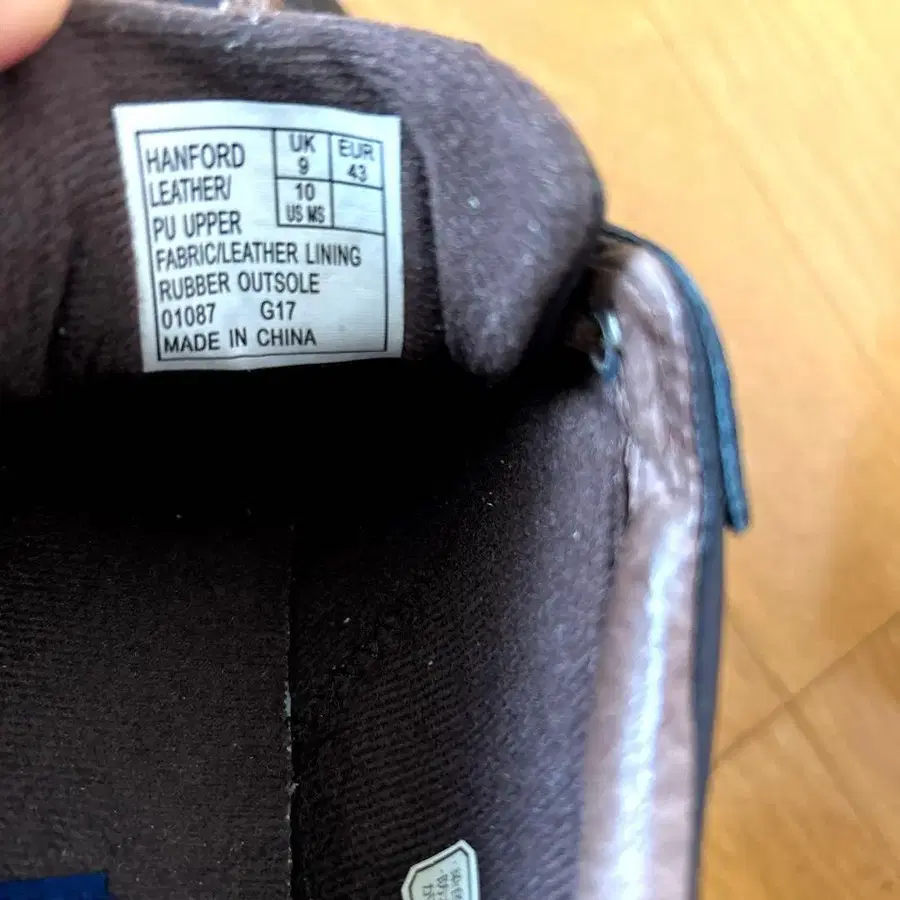 HANFORD
UK
9
EUR
43
LEATHER/
PU UPPER
10
US MS
FABRIC/LEATHER LINING
RUBBER OUTSOLE
01087 G17
MADE IN CHINA